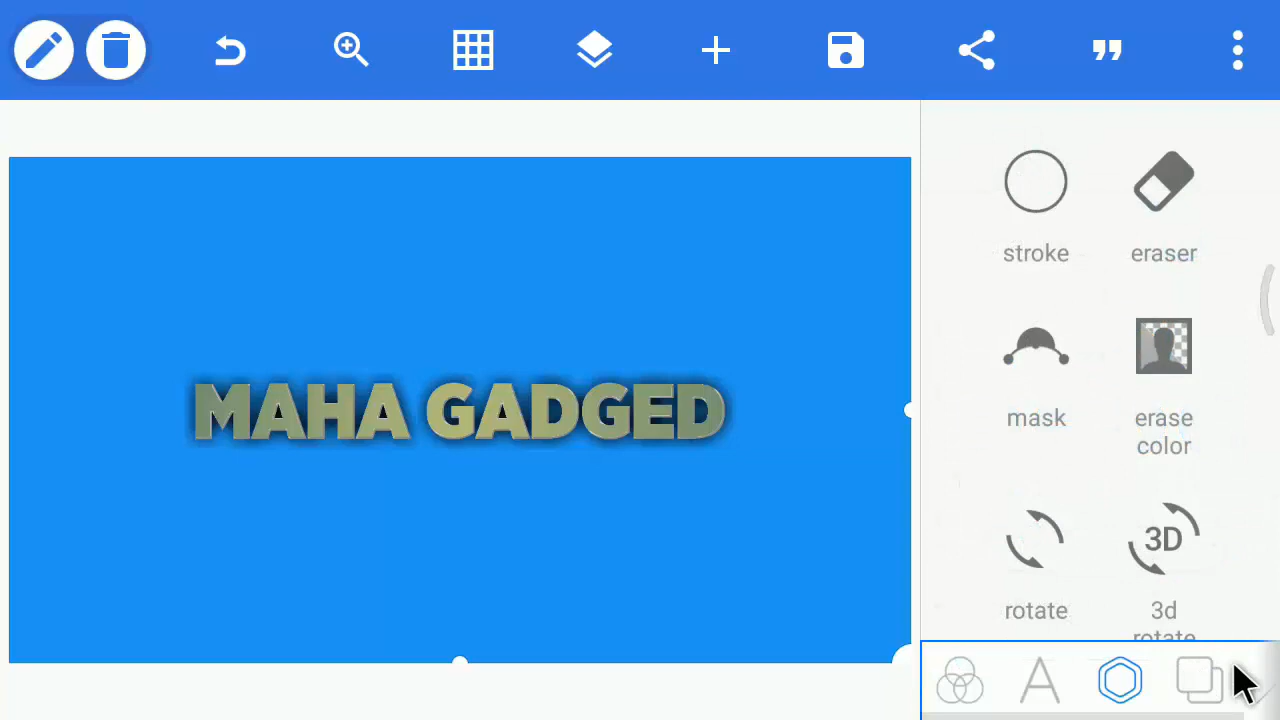 MAHA GADGED
stroke
eraser
mask
erase
color
rotate
3D
3d
rotate